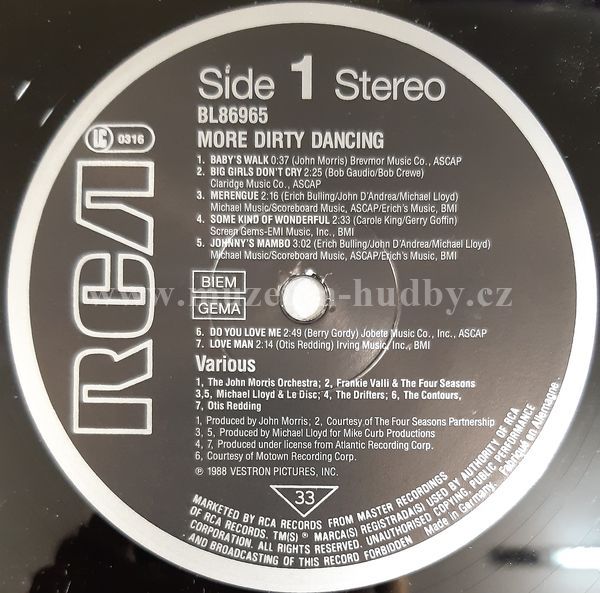 Side 1 Stereo
BL86965
MORE DIRTY DANCING
LC 0316
RCA
1. BABY'S WALK 0:37 (John Morris) Brevmor Music Co., ASCAP
2. BIG GIRLS DON'T CRY 2:25 (Bob Gaudio/Bob Crewe)
Claridge Music Co., ASCAP
3. MERENGUE 2:16 (Erich Bulling/John D'Andrea/Michael Lloyd)
Michael Music/Scoreboard Music, ASCAP/Erich's Music, BMI
4. SOME KIND OF WONDERFUL 2:33 (Carole King/Gerry Goffin)
Screen Gems-EMI Music, Inc., BMI
5. JOHNNY'S MAMBO 3:02 (Erich Bulling/John D'Andrea/Michael Lloyd)
Michael Music/Scoreboard Music, ASCAP/Erich's Music, BMI
BIEM
GEMA
www.muzeum-hudby.cz
6. DO YOU LOVE ME 2:49 (Berry Gordy) Jobete Music Co., Inc., ASCAP
7. LOVE MAN 2:14 (Otis Redding) Irving Music, Inc., BMI
Various
1, The John Morris Orchestra; 2, Frankie Valli & The Four Seasons
3,5, Michael Lloyd & Le Disc; 4, The Drifters; 6, The Contours,
7, Otis Redding
1, Produced by John Morris; 2, Courtesy of The Four Seasons Partnership
3, 5, Produced by Michael Lloyd for Mike Curb Productions
4, 7, Produced under license from Atlantic Recording Corp.
6, Courtesy of Motown Recording Corp.
℗ 1988 VESTRON PICTURES, INC.
33
MARKETED BY RCA RECORDS FROM MASTER RECORDINGS
OF RCA RECORDS. TM(S) ® MARCA(S) REGISTRADA(S) USED BY AUTHORITY OF RCA
CORPORATION. ALL RIGHTS RESERVED. UNAUTHORISED COPYING, PUBLIC PERFORMANCE
AND BROADCASTING OF THIS RECORD FORBIDDEN Made in Germany. Fabriqué en Allemagne.